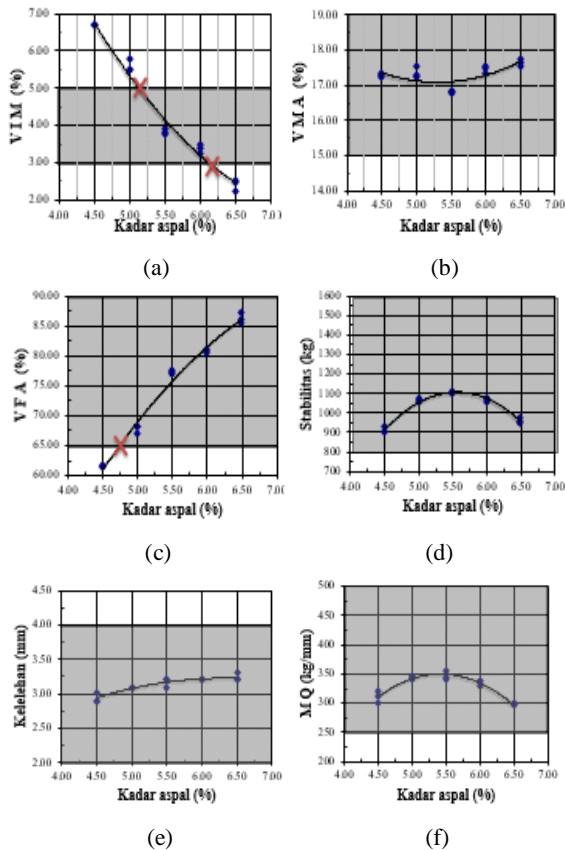 VIM (%)
7.00
6.00
5.00
4.00
3.00
2.00
4.00 4.50 5.00 5.50 6.00 6.50 7.00
Kadar aspal (%)
(a)
VMA (%)
19.00
18.00
17.00
16.00
15.00
14.00
4.00 4.50 5.00 5.50 6.00 6.50 7.00
Kadar aspal (%)
(b)
VFA (%)
90.00
85.00
80.00
75.00
70.00
65.00
60.00
4.00 4.50 5.00 5.50 6.00 6.50 7.00
Kadar aspal (%)
(c)
Stabilitas (kg)
1600
1500
1400
1300
1200
1100
1000
900
800
700
4.00 4.50 5.00 5.50 6.00 6.50 7.00
Kadar aspal (%)
(d)
Kelelehan (mm)
4.50
4.00
3.50
3.00
2.50
2.00
4.00 4.50 5.00 5.50 6.00 6.50 7.00
Kadar aspal (%)
(e)
MQ (kg/mm)
500
450
400
350
300
250
200
4.00 4.50 5.00 5.50 6.00 6.50 7.00
Kadar aspal (%)
(f)